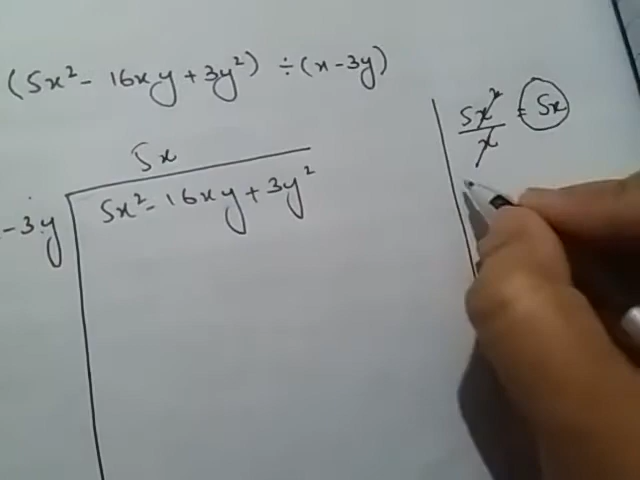 (5x² - 16xy + 3y²) ÷ (x - 3y)
5x² / x = 5x
5x
- 3y 5x² - 16xy + 3y²